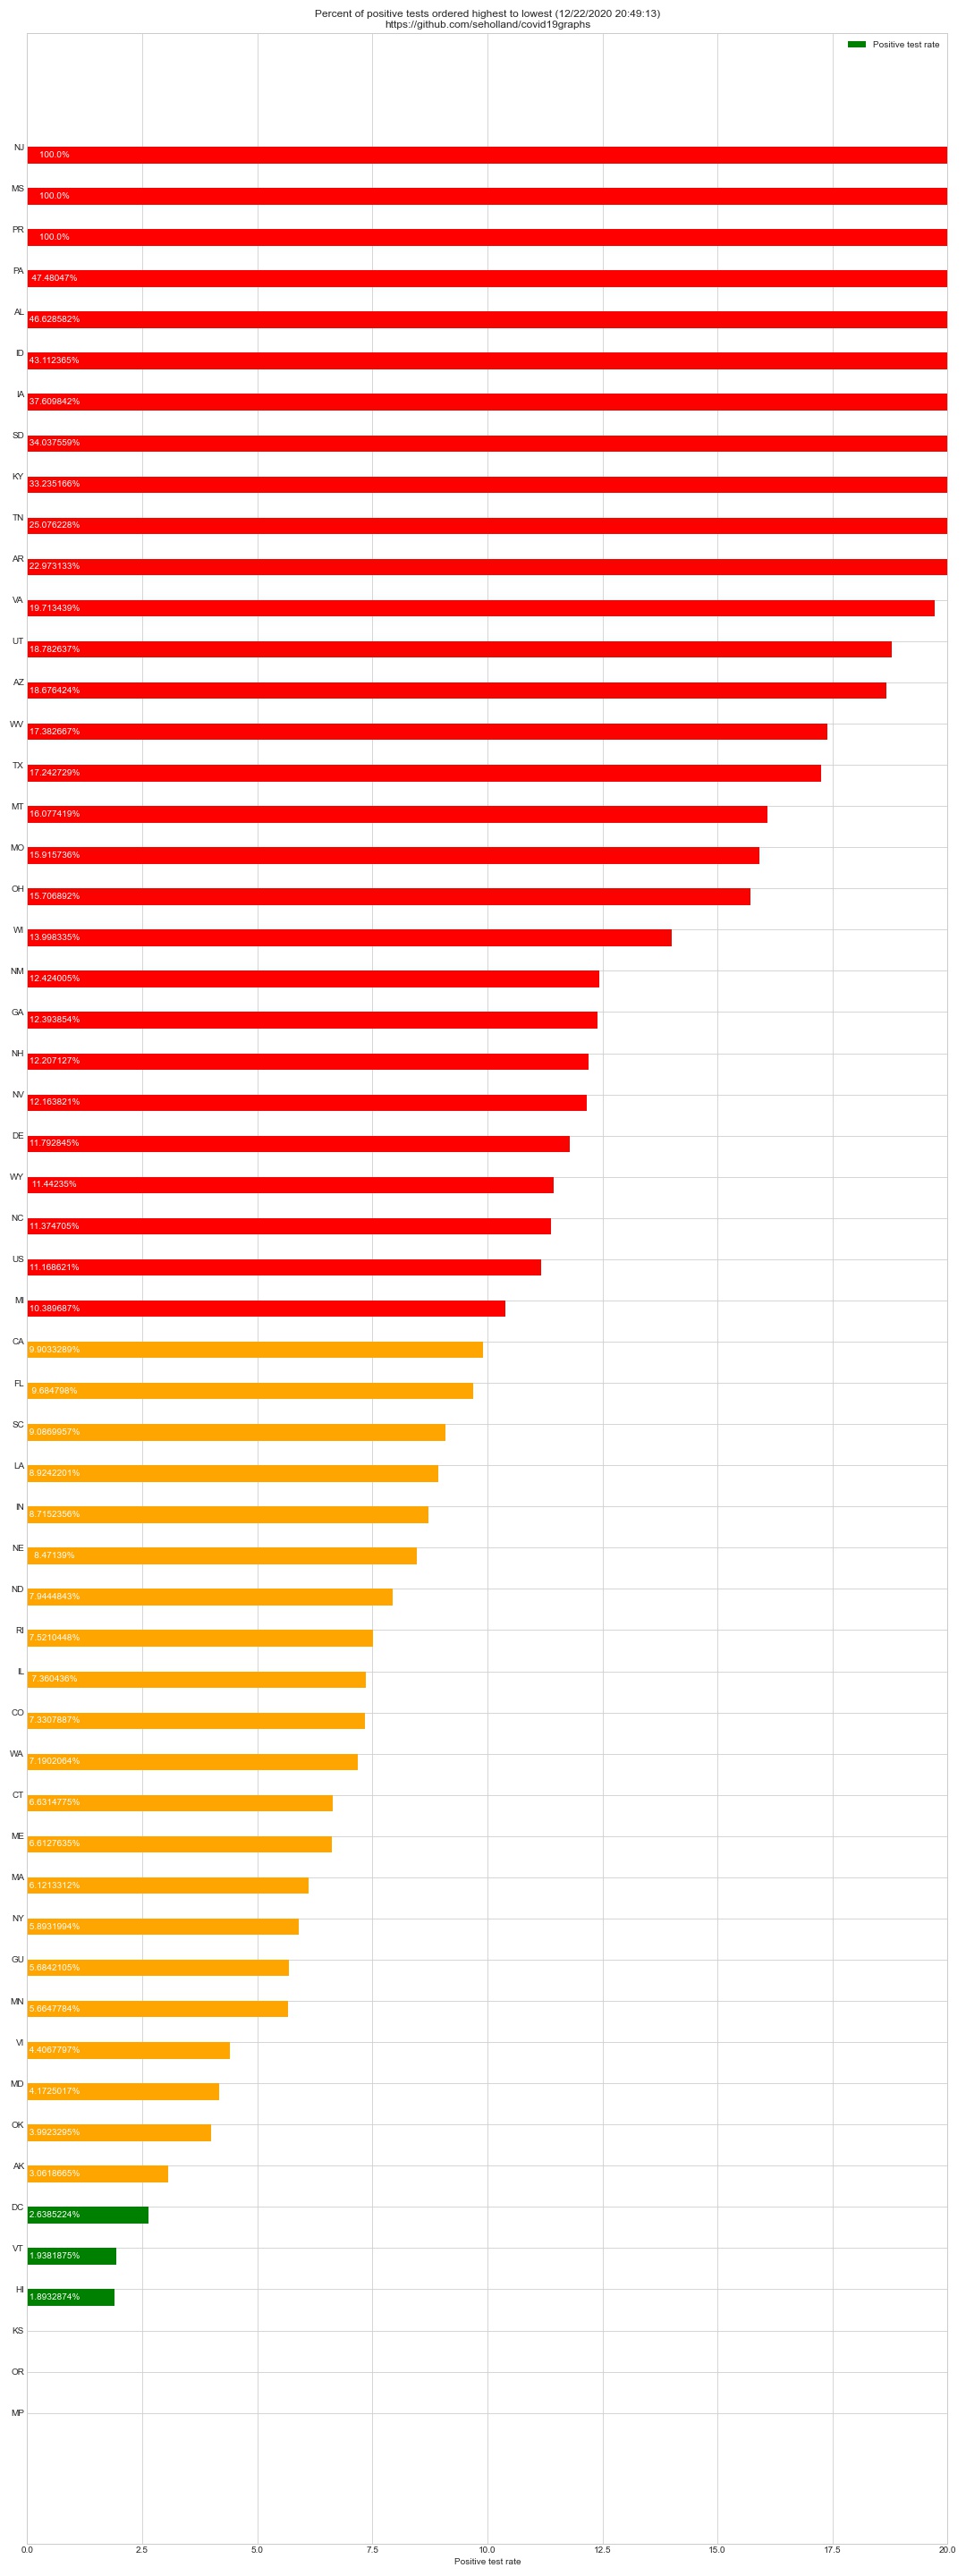 Percent of positive tests ordered highest to lowest (12/22/2020 20:49:13)
https://github.com/seholland/covid19graphs
Positive test rate
NJ 100.0%
MS 100.0%
PR 100.0%
PA 47.48047%
AL 46.628582%
ID 43.112365%
IA 37.609842%
SD 34.037559%
KY 33.235166%
TN 25.076228%
AR 22.973133%
VA 19.713439%
UT 18.782637%
AZ 18.676424%
WV 17.382667%
TX 17.242729%
MT 16.077419%
MO 15.915736%
OH 15.706892%
WI 13.998335%
NM 12.424005%
GA 12.393854%
NH 12.207127%
NV 12.163821%
DE 11.792845%
WY 11.44235%
NC 11.374705%
US 11.168621%
MI 10.389687%
CA 9.9033289%
FL 9.684798%
SC 9.0869957%
LA 8.9242201%
IN 8.7152356%
NE 8.47139%
ND 7.9444843%
RI 7.5210448%
IL 7.360436%
CO 7.3307887%
WA 7.1902064%
CT 6.6314775%
ME 6.6127635%
MA 6.1213312%
NY 5.8931994%
GU 5.6842105%
MN 5.6647784%
VI 4.4067797%
MD 4.1725017%
OK 3.9923295%
AK 3.0618665%
DC 2.6385224%
VT 1.9381875%
HI 1.8932874%
KS
OR
MP
0.0 2.5 5.0 7.5 10.0 12.5 15.0 17.5 20.0
Positive test rate